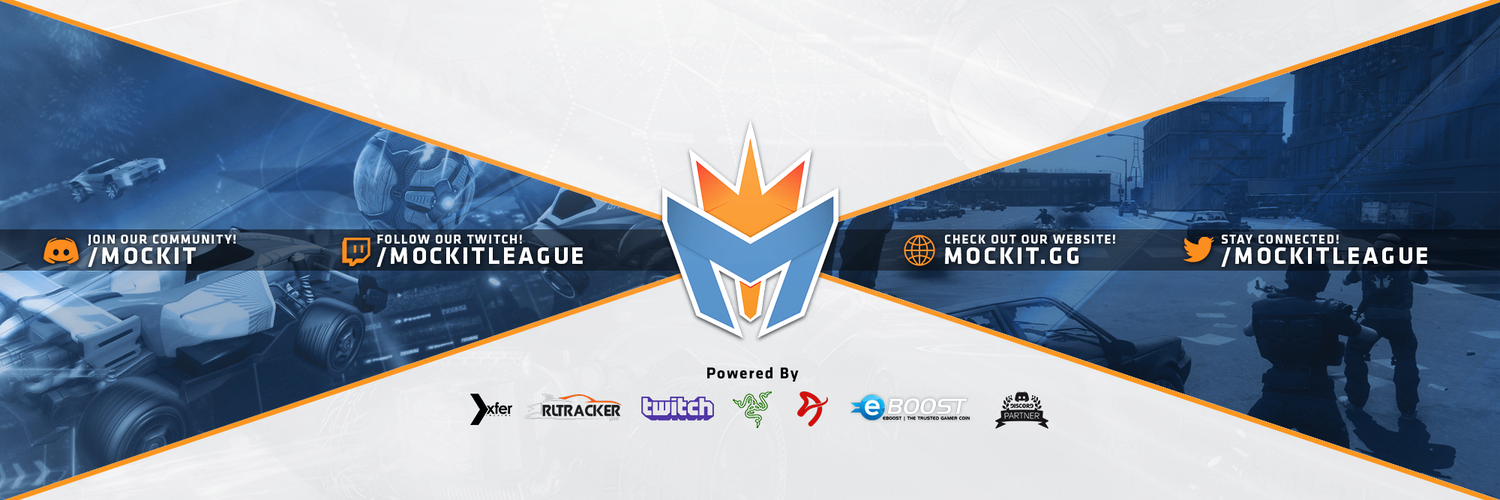 JOIN OUR COMMUNITY!
/MOCKIT
FOLLOW OUR TWITCH!
/MOCKITLEAGUE
CHECK OUT OUR WEBSITE!
MOCKIT.GG
STAY CONNECTED!
/MOCKITLEAGUE
Powered By
xfer
RLTRACKER
twitch
eBOOST
EBOOST | THE TRUSTED GAMER COIN
DISCORD
PARTNER